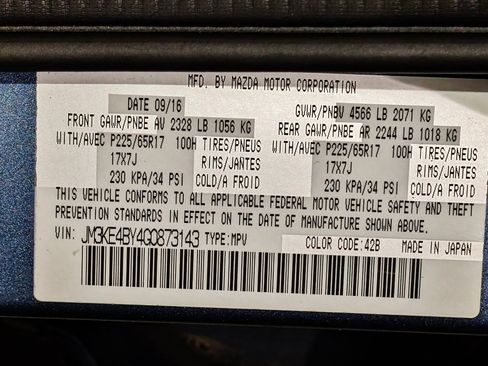 MFD. BY MAZDA MOTOR CORPORATION
DATE 09/16 GVWR/PNBV 4566 LB 2071 KG
FRONT GAWR/PNBE AV 2328 LB 1056 KG REAR GAWR/PNBE AR 2244 LB 1018 KG
WITH/AVEC P225/65R17 100H TIRES/PNEUS WITH/AVEC P225/65R17 100H TIRES/PNEUS
17X7J RIMS/JANTES 17X7J RIMS/JANTES
230 KPA/34 PSI COLD/A FROID 230 KPA/34 PSI COLD/A FROID
THIS VEHICLE CONFORMS TO ALL APPLICABLE FEDERAL MOTOR VEHICLE SAFETY AND THEFT
PREVENTION STANDARDS IN EFFECT ON THE DATE OF MANUFACTURE SHOWN ABOVE.
VIN: JM3KE4BY4G0873143 TYPE:MPV COLOR CODE:42B MADE IN JAPAN